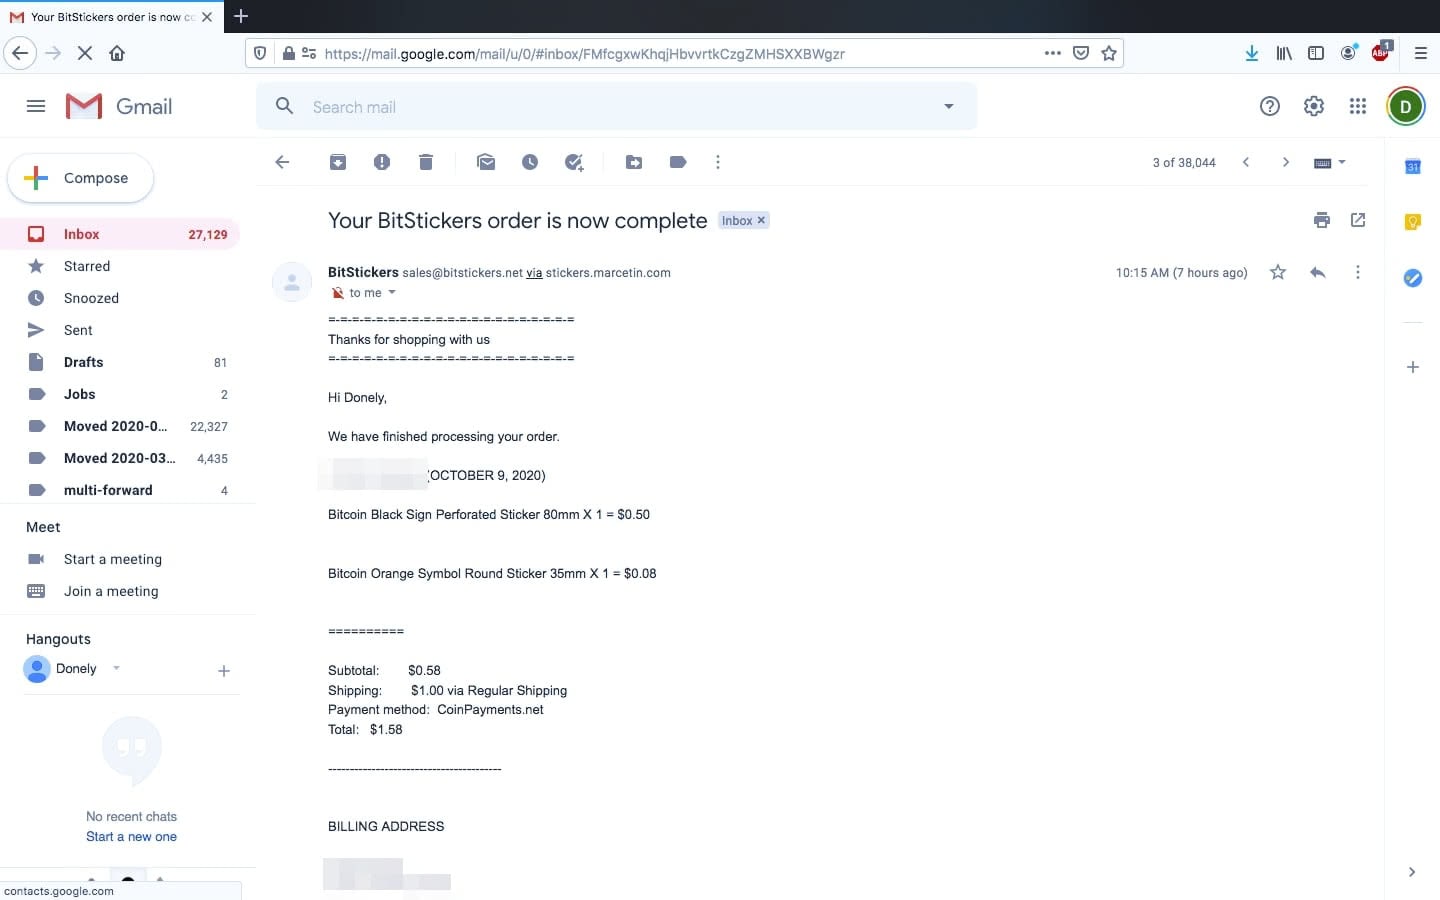 Your BitStickers order is now cc
https://mail.google.com/mail/u/0/#inbox/FMfcgxwKhqjHbvvrtkCzgZMHSXXBWgzr
ABP
1
Gmail
Search mail
D
Compose
3 of 38,044
31
Inbox 27,129
Starred
Snoozed
Sent
Drafts 81
Jobs 2
Moved 2020-0... 22,327
Moved 2020-03... 4,435
multi-forward 4
Meet
Start a meeting
Join a meeting
Hangouts
Donely
No recent chats
Start a new one
contacts.google.com
Your BitStickers order is now complete Inbox x
BitStickers sales@bitstickers.net via stickers.marcetin.com 10:15 AM (7 hours ago)
to me
=-=-=-=-=-=-=-=-=-=-=-=-=-=-=-=-=-=-=-=-=
Thanks for shopping with us
=-=-=-=-=-=-=-=-=-=-=-=-=-=-=-=-=-=-=-=-=
Hi Donely,
We have finished processing your order.
(OCTOBER 9, 2020)
Bitcoin Black Sign Perforated Sticker 80mm X 1 = $0.50
Bitcoin Orange Symbol Round Sticker 35mm X 1 = $0.08
==========
Subtotal: $0.58
Shipping: $1.00 via Regular Shipping
Payment method: CoinPayments.net
Total: $1.58
----------------------------------------
BILLING ADDRESS